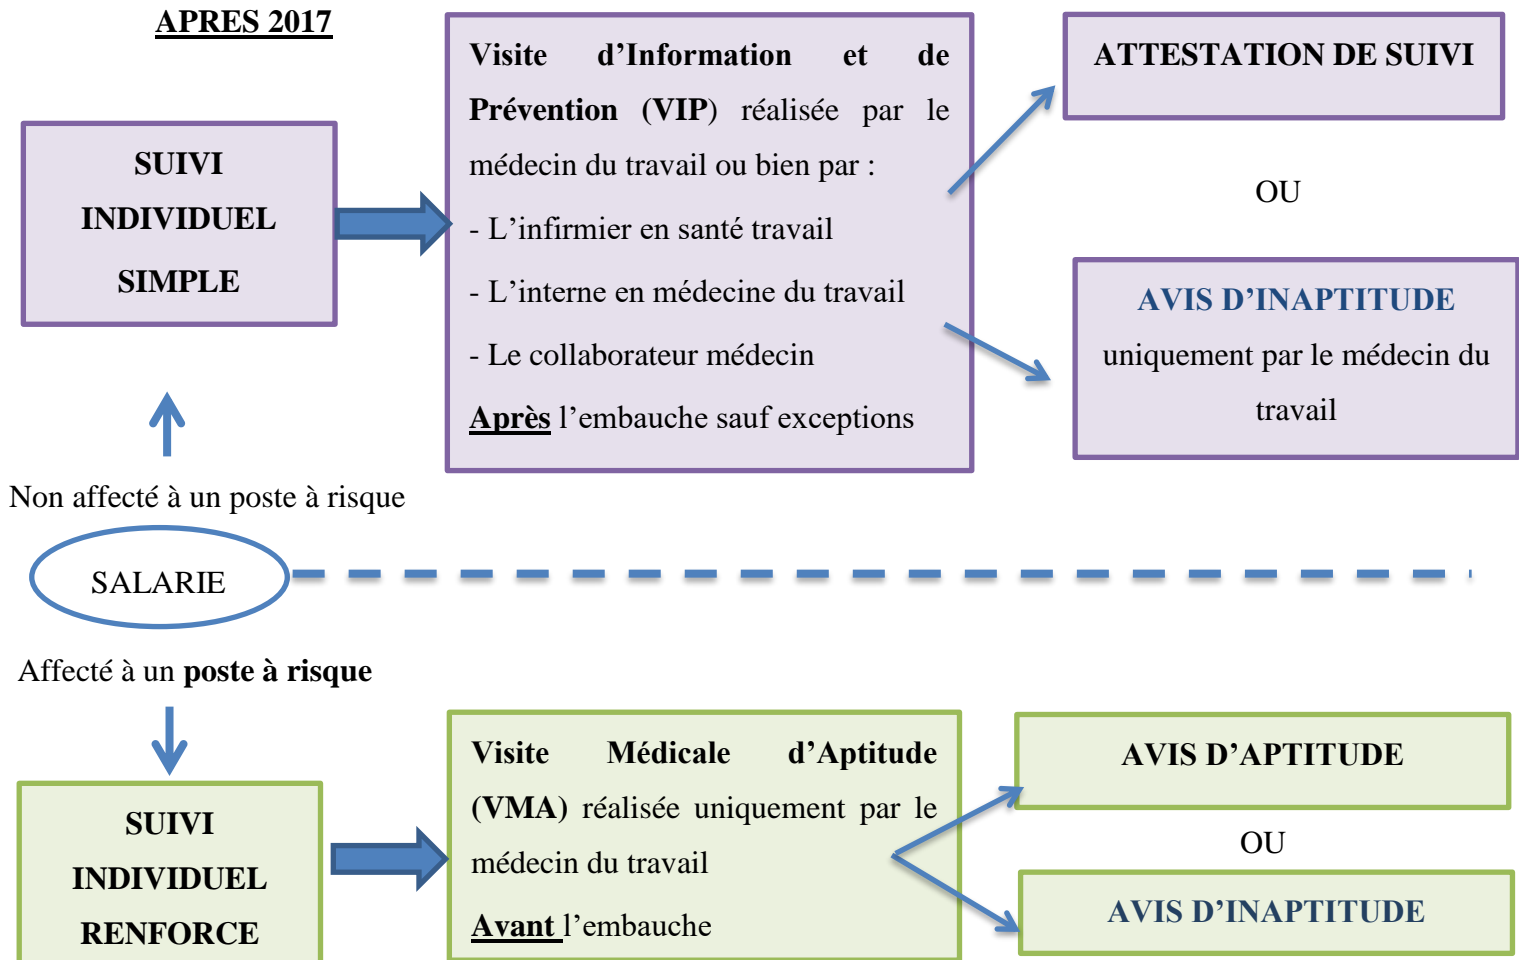 APRES 2017
SUIVI
INDIVIDUEL
SIMPLE
Visite d’Information et de
Prévention (VIP) réalisée par le
médecin du travail ou bien par :
- L’infirmier en santé travail
- L’interne en médecine du travail
- Le collaborateur médecin
Après l’embauche sauf exceptions
ATTESTATION DE SUIVI
OU
AVIS D’INAPTITUDE
uniquement par le médecin du
travail
Non affecté à un poste à risque
SALARIE
Affecté à un poste à risque
SUIVI
INDIVIDUEL
RENFORCE
Visite Médicale d’Aptitude
(VMA) réalisée uniquement par le
médecin du travail
Avant l’embauche
AVIS D’APTITUDE
OU
AVIS D’INAPTITUDE